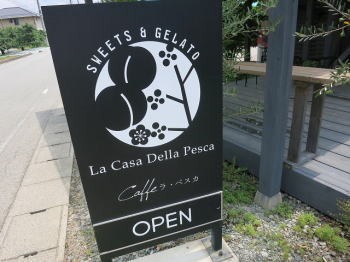 SWEETS & GELATO
La Casa Della Pesca
Caffe ラ・ペスカ
OPEN